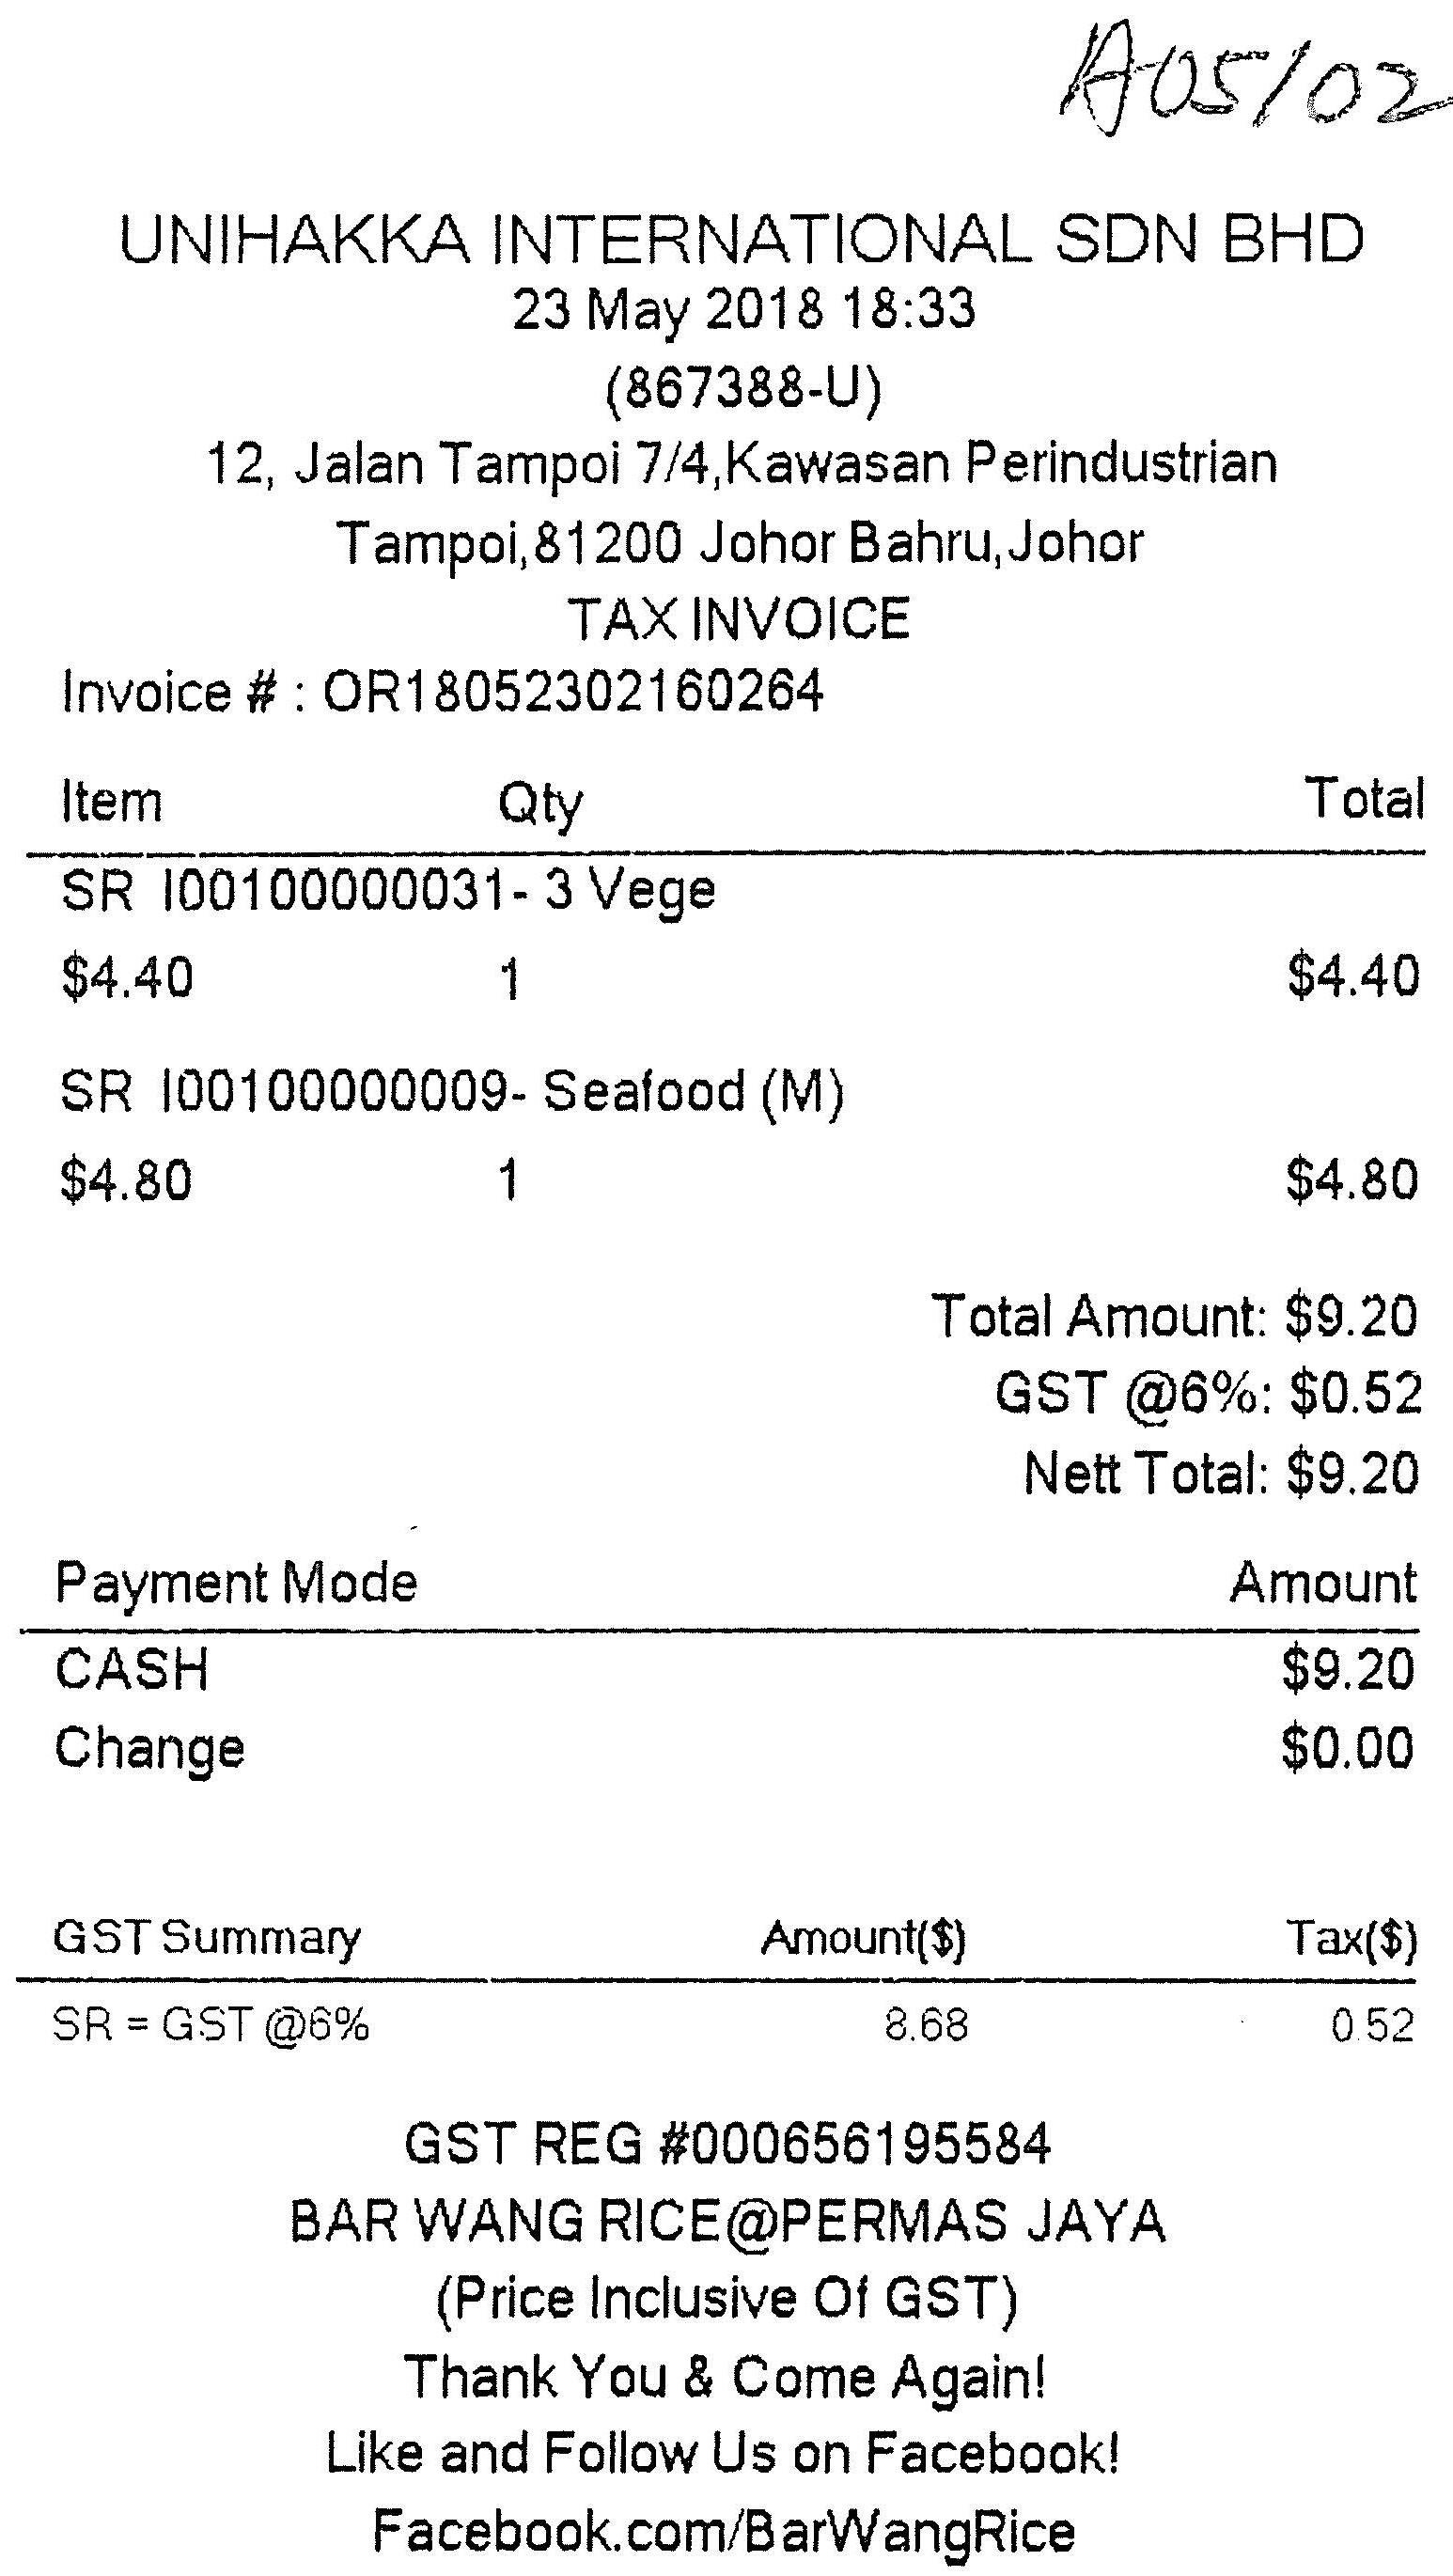 A05/02
UNIHAKKA INTERNATIONAL SDN BHD
23 May 2018 18:33
(867388-U)
12, Jalan Tampoi 7/4,Kawasan Perindustrian
Tampoi,81200 Johor Bahru,Johor
TAX INVOICE
Invoice # : OR18052302160264
Item Qty Total
SR I00100000031- 3 Vege
$4.40 1 $4.40
SR I00100000009- Seafood (M)
$4.80 1 $4.80
Total Amount: $9.20
GST @6%: $0.52
Nett Total: $9.20
Payment Mode Amount
CASH $9.20
Change $0.00
GST Summary Amount($) Tax($)
SR = GST @6% 8.68 0.52
GST REG #000656195584
BAR WANG RICE@PERMAS JAYA
(Price Inclusive Of GST)
Thank You & Come Again!
Like and Follow Us on Facebook!
Facebook.com/BarWangRice